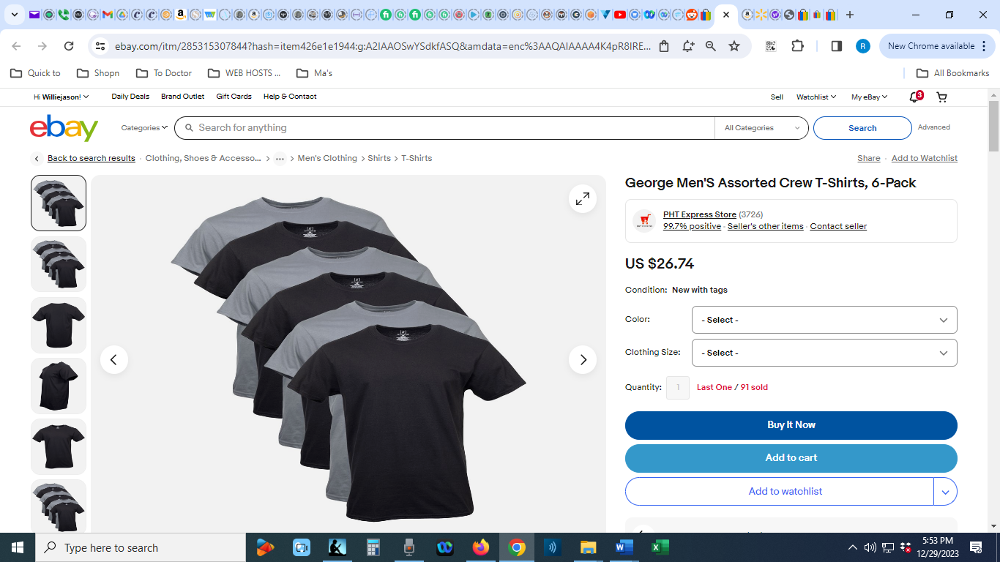 ebay.com/itm/285315307844?hash=item426e1e1944:g:A2IAAOSwYSdkfASQ&amdata=enc%3AAQAIAAAA4K4pR8IRE...
R
New Chrome available
Quick to
Shopn
To Doctor
WEB HOSTS ...
Ma's
All Bookmarks
Hi Williejason!
Daily Deals
Brand Outlet
Gift Cards
Help & Contact
Sell
Watchlist
My eBay
3
ebay
Categories
Search for anything
All Categories
Search
Advanced
Back to search results · Clothing, Shoes & Accesso... > ... > Men's Clothing > Shirts > T-Shirts
Share · Add to Watchlist
George Men'S Assorted Crew T-Shirts, 6-Pack
PHT Express Store (3726)
99.7% positive · Seller's other items · Contact seller
US $26.74
Condition: New with tags
Color: - Select -
Clothing Size: - Select -
Quantity: 1 Last One / 91 sold
Buy It Now
Add to cart
Add to watchlist
Type here to search
5:53 PM
12/29/2023